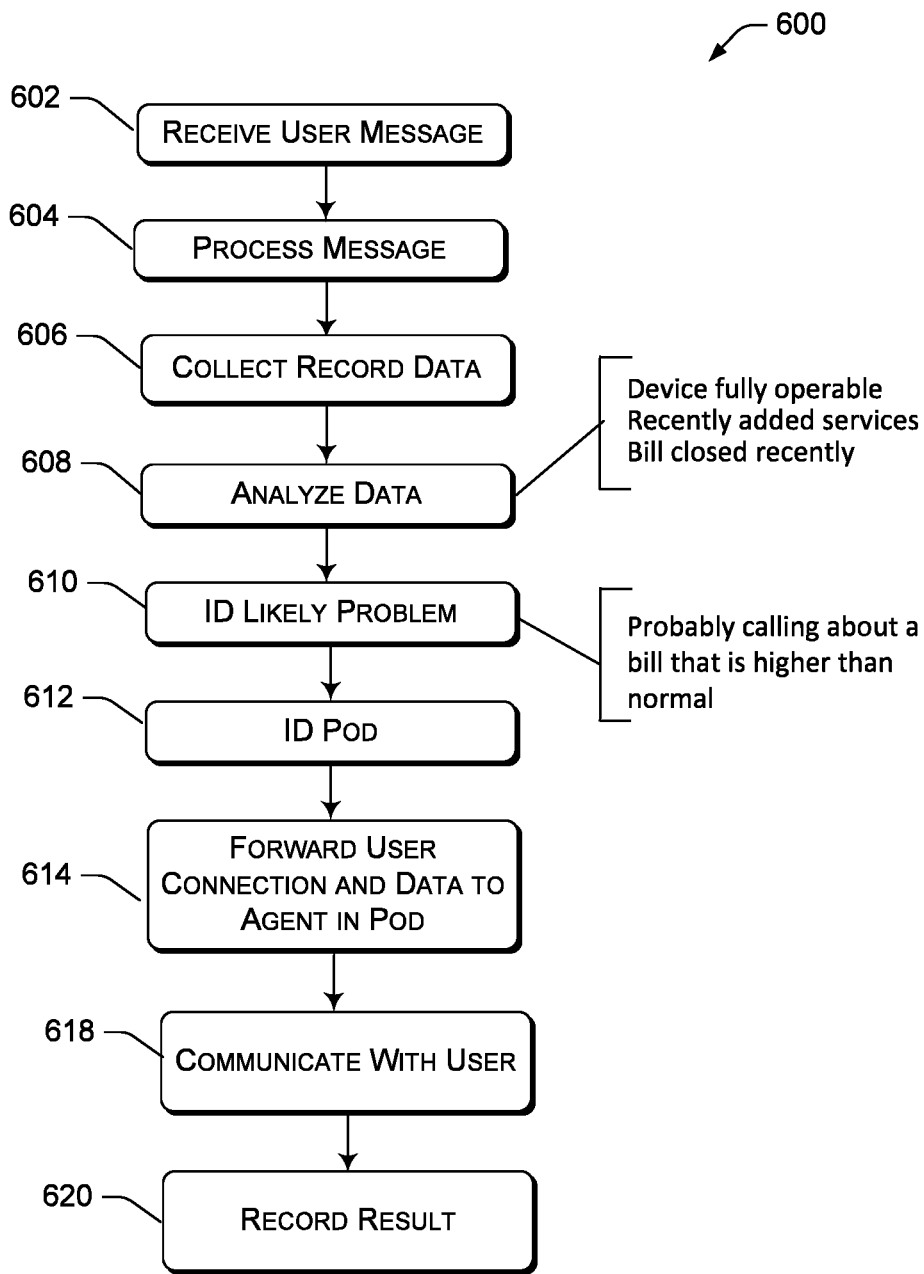 600
602
RECEIVE USER MESSAGE
604
PROCESS MESSAGE
606
COLLECT RECORD DATA
Device fully operable
Recently added services
Bill closed recently
608
ANALYZE DATA
610
ID LIKELY PROBLEM
Probably calling about a
bill that is higher than
normal
612
ID POD
614
FORWARD USER
CONNECTION AND DATA TO
AGENT IN POD
618
COMMUNICATE WITH USER
620
RECORD RESULT